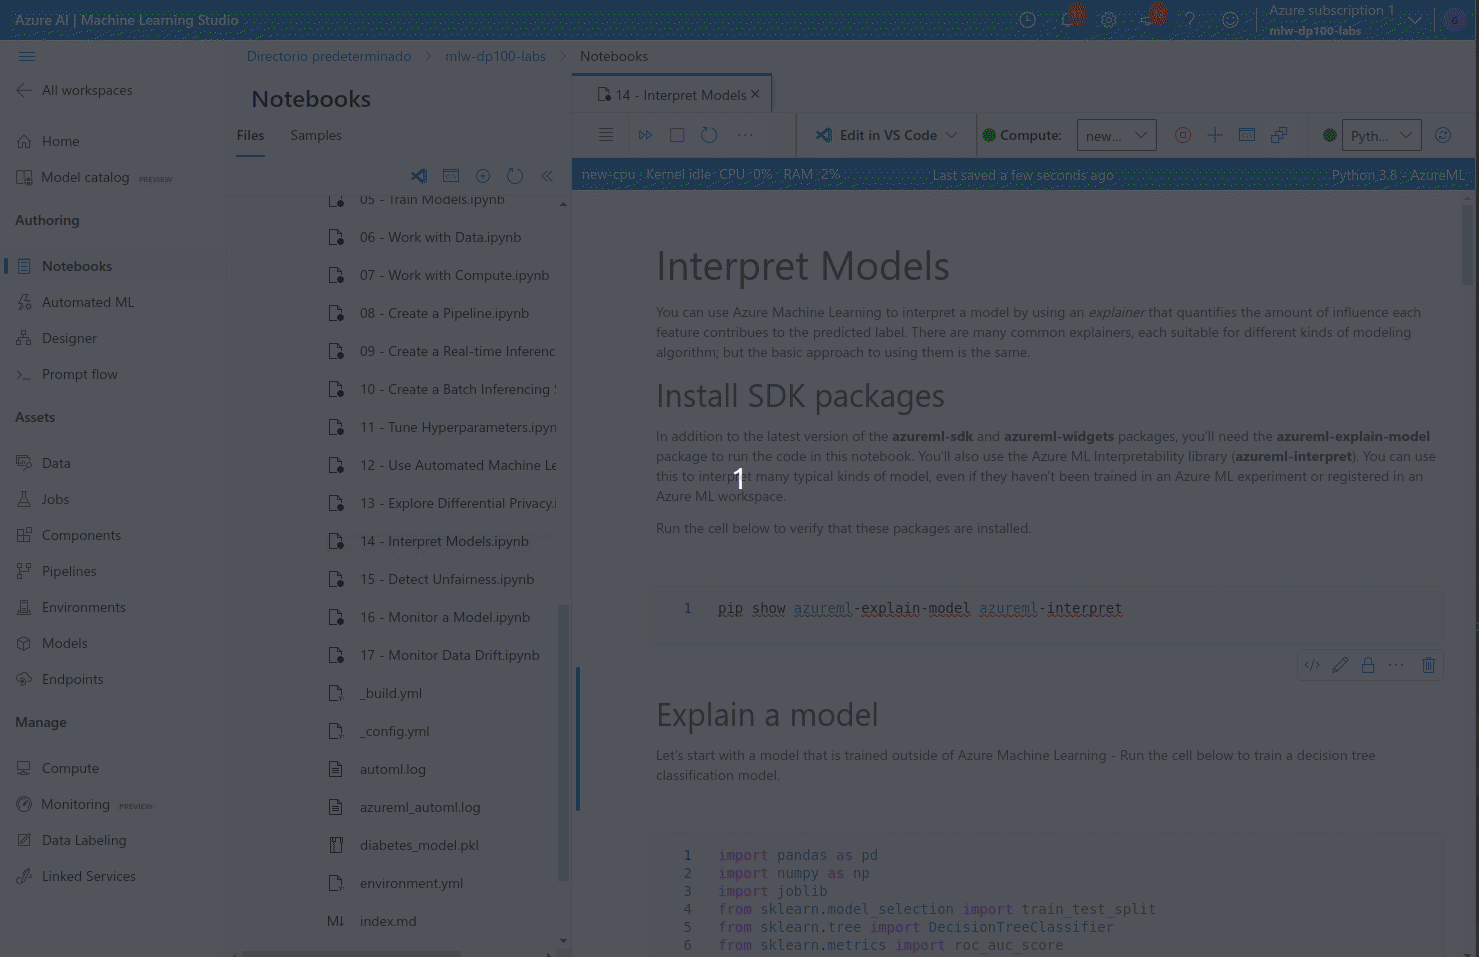 Azure AI | Machine Learning Studio
Azure subscription 1
mlw-dp100-labs
All workspaces
Home
Model catalog PREVIEW
Authoring
Notebooks
Automated ML
Designer
Prompt flow
Assets
Data
Jobs
Components
Pipelines
Environments
Models
Endpoints
Manage
Compute
Monitoring PREVIEW
Data Labeling
Linked Services
Directorio predeterminado > mlw-dp100-labs > Notebooks
Notebooks
Files Samples
05 - Train Models.ipynb
06 - Work with Data.ipynb
07 - Work with Compute.ipynb
08 - Create a Pipeline.ipynb
09 - Create a Real-time Inferenc
10 - Create a Batch Inferencing
11 - Tune Hyperparameters.ipyn
12 - Use Automated Machine Le
13 - Explore Differential Privacy.i
14 - Interpret Models.ipynb
15 - Detect Unfairness.ipynb
16 - Monitor a Model.ipynb
17 - Monitor Data Drift.ipynb
_build.yml
_config.yml
automl.log
azureml_automl.log
diabetes_model.pkl
environment.yml
index.md
14 - Interpret Models
Edit in VS Code
Compute: new...
Pyth...
new-cpu · Kernel idle CPU 0% RAM 2%
Last saved a few seconds ago
Python 3.8 - AzureML
Interpret Models
You can use Azure Machine Learning to interpret a model by using an explainer that quantifies the amount of influence each
feature contribues to the predicted label. There are many common explainers, each suitable for different kinds of modeling
algorithm; but the basic approach to using them is the same.
Install SDK packages
In addition to the latest version of the azureml-sdk and azureml-widgets packages, you'll need the azureml-explain-model
package to run the code in this notebook. You'll also use the Azure ML Interpretability library (azureml-interpret). You can use
this to interpret many typical kinds of model, even if they haven't been trained in an Azure ML experiment or registered in an
Azure ML workspace.
1
Run the cell below to verify that these packages are installed.
1 pip show azureml-explain-model azureml-interpret
Explain a model
Let's start with a model that is trained outside of Azure Machine Learning - Run the cell below to train a decision tree
classification model.
1 import pandas as pd
2 import numpy as np
3 import joblib
4 from sklearn.model_selection import train_test_split
5 from sklearn.tree import DecisionTreeClassifier
6 from sklearn.metrics import roc_auc_score